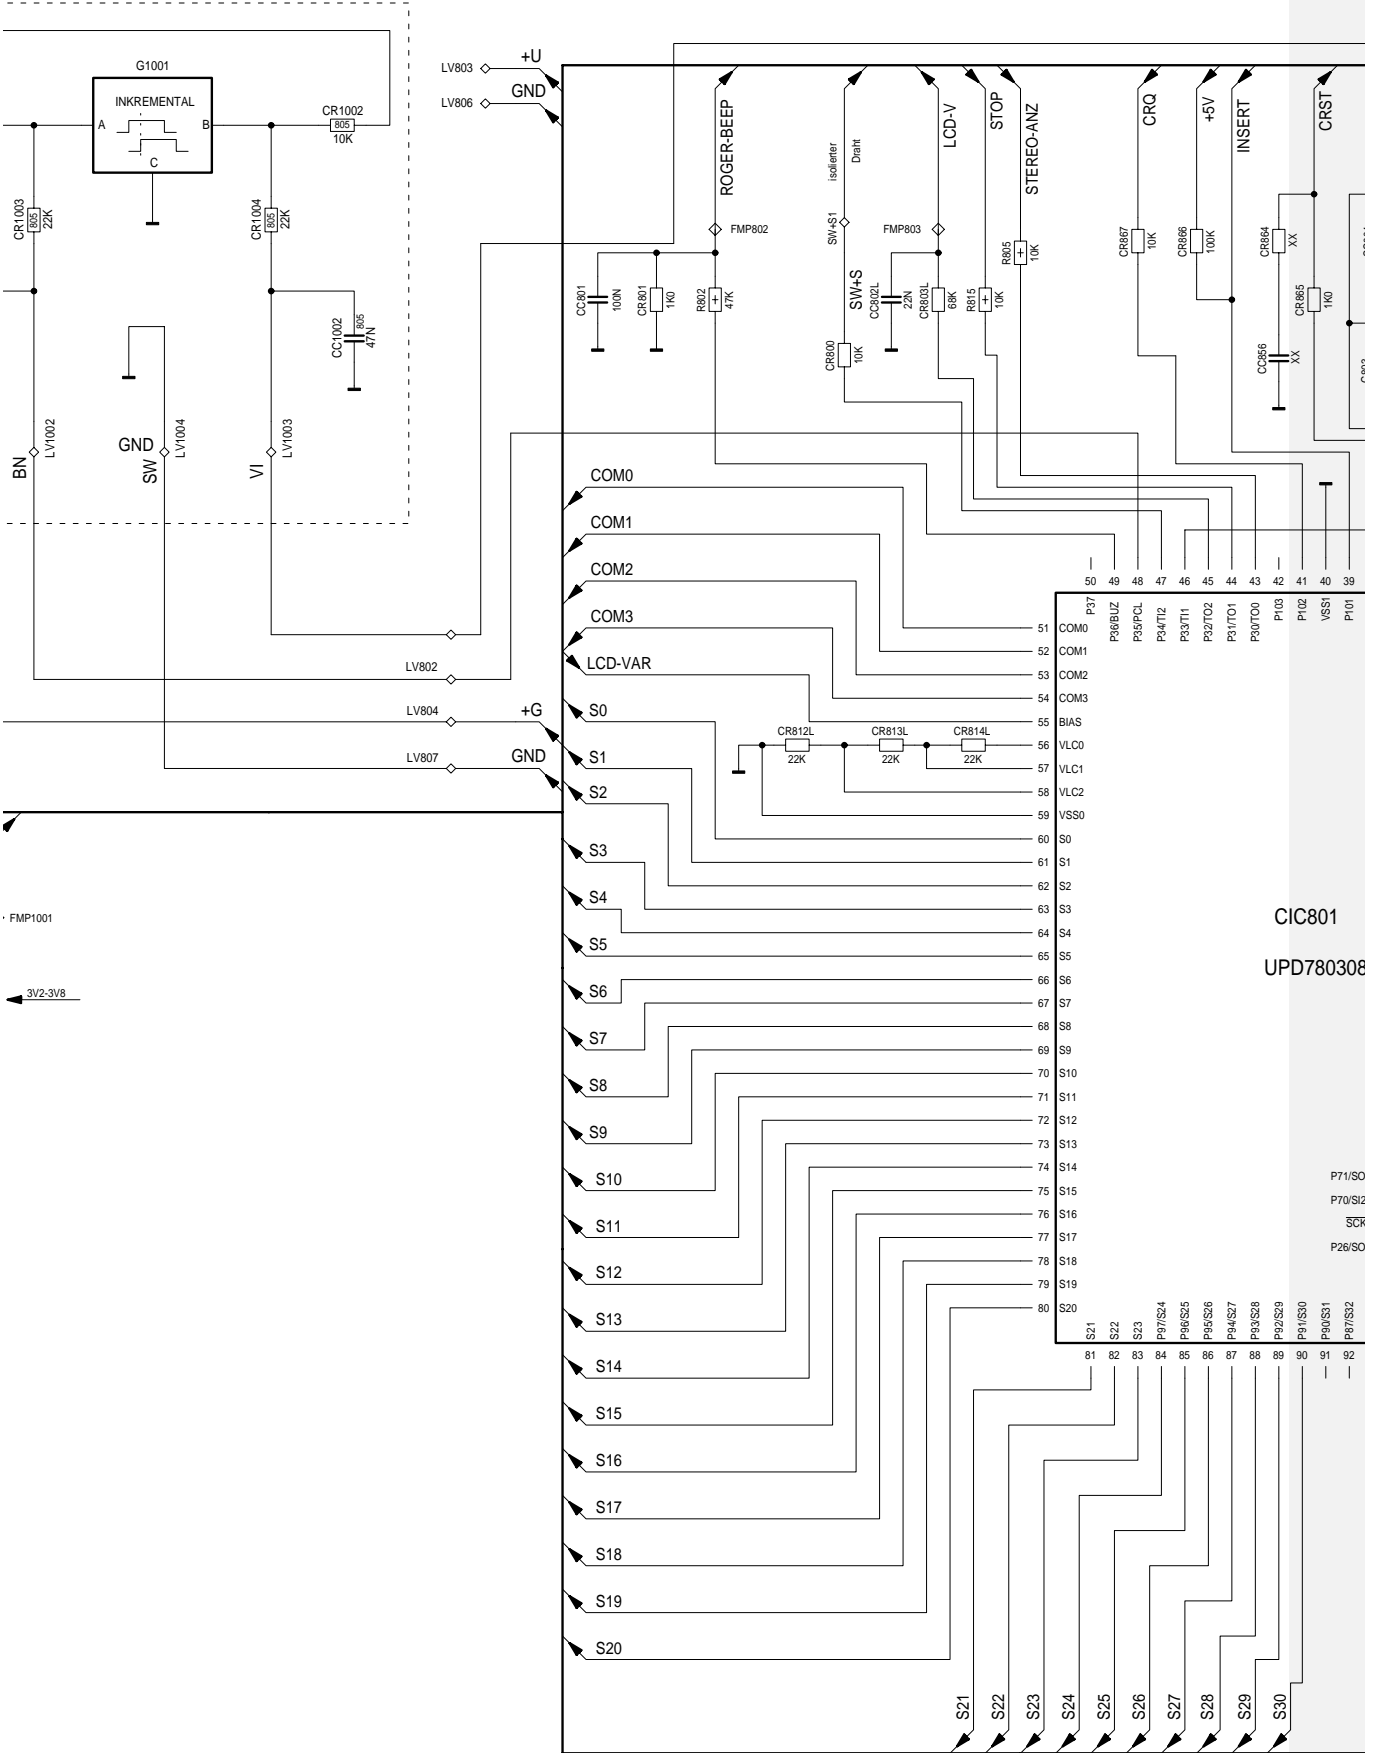 G1001
INKREMENTAL
A
B
C
CR1002
805
10K
CR1003
805
22K
CR1004
805
22K
CC1002
805
47N
BN
LV1002
GND
SW
LV1004
VI
LV1003
LV803
+U
LV806
GND
ROGER-BEEP
FMP802
CC801
100N
CR801
1K0
R802
47K
isolierter
Draht
SW+S1
SW+S
CR800
10K
LCD-V
FMP803
CC802L
22N
CR803L
68K
STOP
R815
10K
STEREO-ANZ
R805
10K
CRQ
CR867
10K
+5V
CR866
100K
INSERT
CRST
CR864
XX
CR865
1K0
CC856
XX
COM0
COM1
COM2
COM3
LCD-VAR
LV802
LV804
+G
LV807
GND
S0
S1
S2
S3
S4
S5
S6
S7
S8
S9
S10
S11
S12
S13
S14
S15
S16
S17
S18
S19
S20
FMP1001
3V2-3V8
CR812L
22K
CR813L
22K
CR814L
22K
50 49 48 47 46 45 44 43 42 41 40 39
P37
P36/BUZ
P35/PCL
P34/TI2
P33/TI1
P32/TO2
P31/TO1
P30/TO0
P103
P102
VSS1
P101
51 COM0
52 COM1
53 COM2
54 COM3
55 BIAS
56 VLC0
57 VLC1
58 VLC2
59 VSS0
60 S0
61 S1
62 S2
63 S3
64 S4
65 S5
66 S6
67 S7
68 S8
69 S9
70 S10
71 S11
72 S12
73 S13
74 S14
75 S15
76 S16
77 S17
78 S18
79 S19
80 S20
CIC801
UPD780308
P71/SO
P70/SI2
SCK
P26/SO
S21
S22
S23
P97/S24
P96/S25
P95/S26
P94/S27
P93/S28
P92/S29
P91/S30
P90/S31
P87/S32
81 82 83 84 85 86 87 88 89 90 91 92
S21
S22
S23
S24
S25
S26
S27
S28
S29
S30